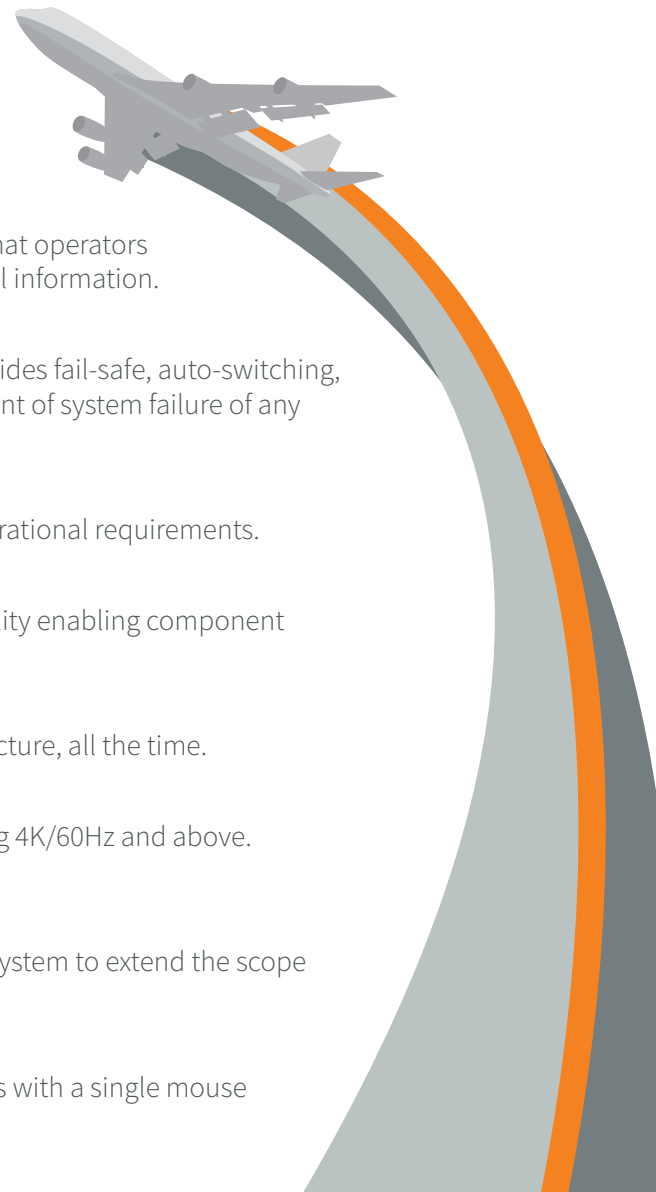 hat operators
l information.
ides fail-safe, auto-switching,
nt of system failure of any
rational requirements.
ity enabling component
cture, all the time.
g 4K/60Hz and above.
ystem to extend the scope
s with a single mouse